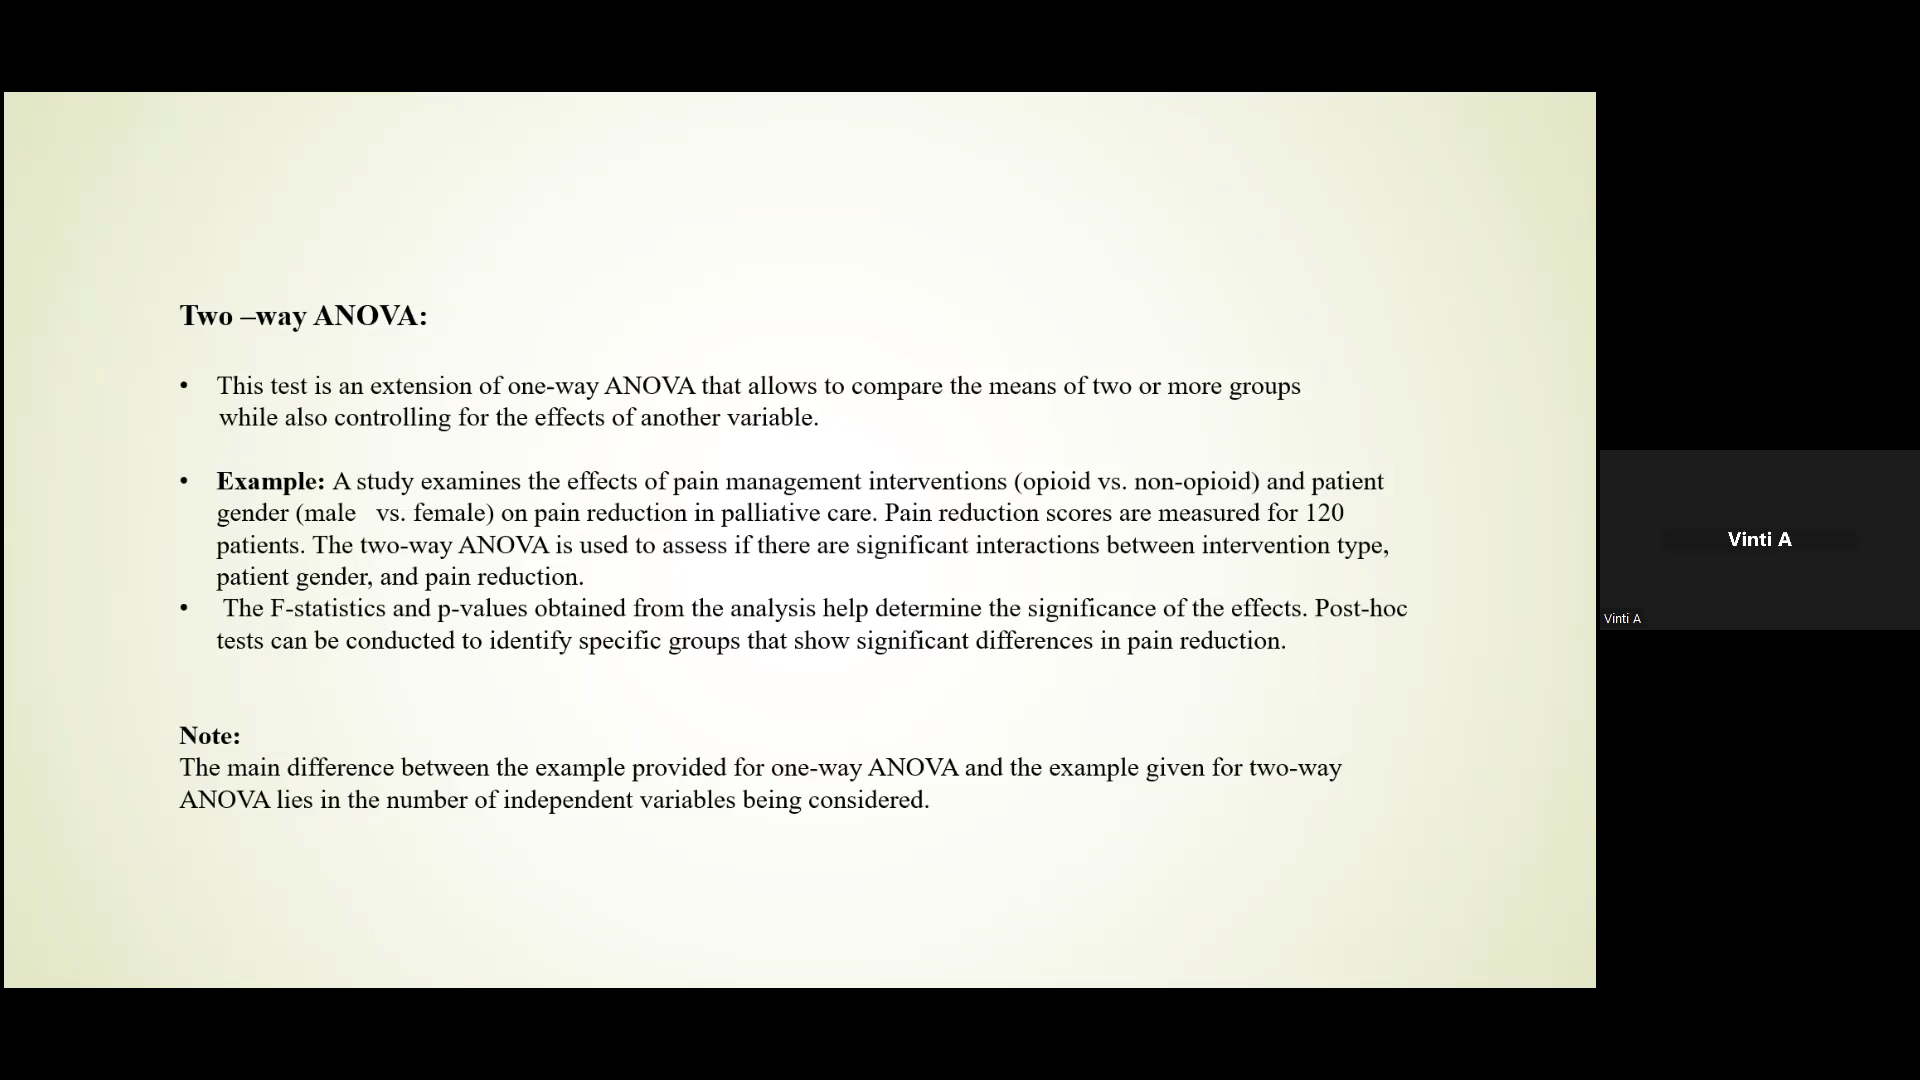 Two –way ANOVA:
• This test is an extension of one-way ANOVA that allows to compare the means of two or more groups
while also controlling for the effects of another variable.
• Example: A study examines the effects of pain management interventions (opioid vs. non-opioid) and patient
gender (male vs. female) on pain reduction in palliative care. Pain reduction scores are measured for 120
patients. The two-way ANOVA is used to assess if there are significant interactions between intervention type,
patient gender, and pain reduction.
• The F-statistics and p-values obtained from the analysis help determine the significance of the effects. Post-hoc
tests can be conducted to identify specific groups that show significant differences in pain reduction.
Note:
The main difference between the example provided for one-way ANOVA and the example given for two-way
ANOVA lies in the number of independent variables being considered.
Vinti A
Vinti A